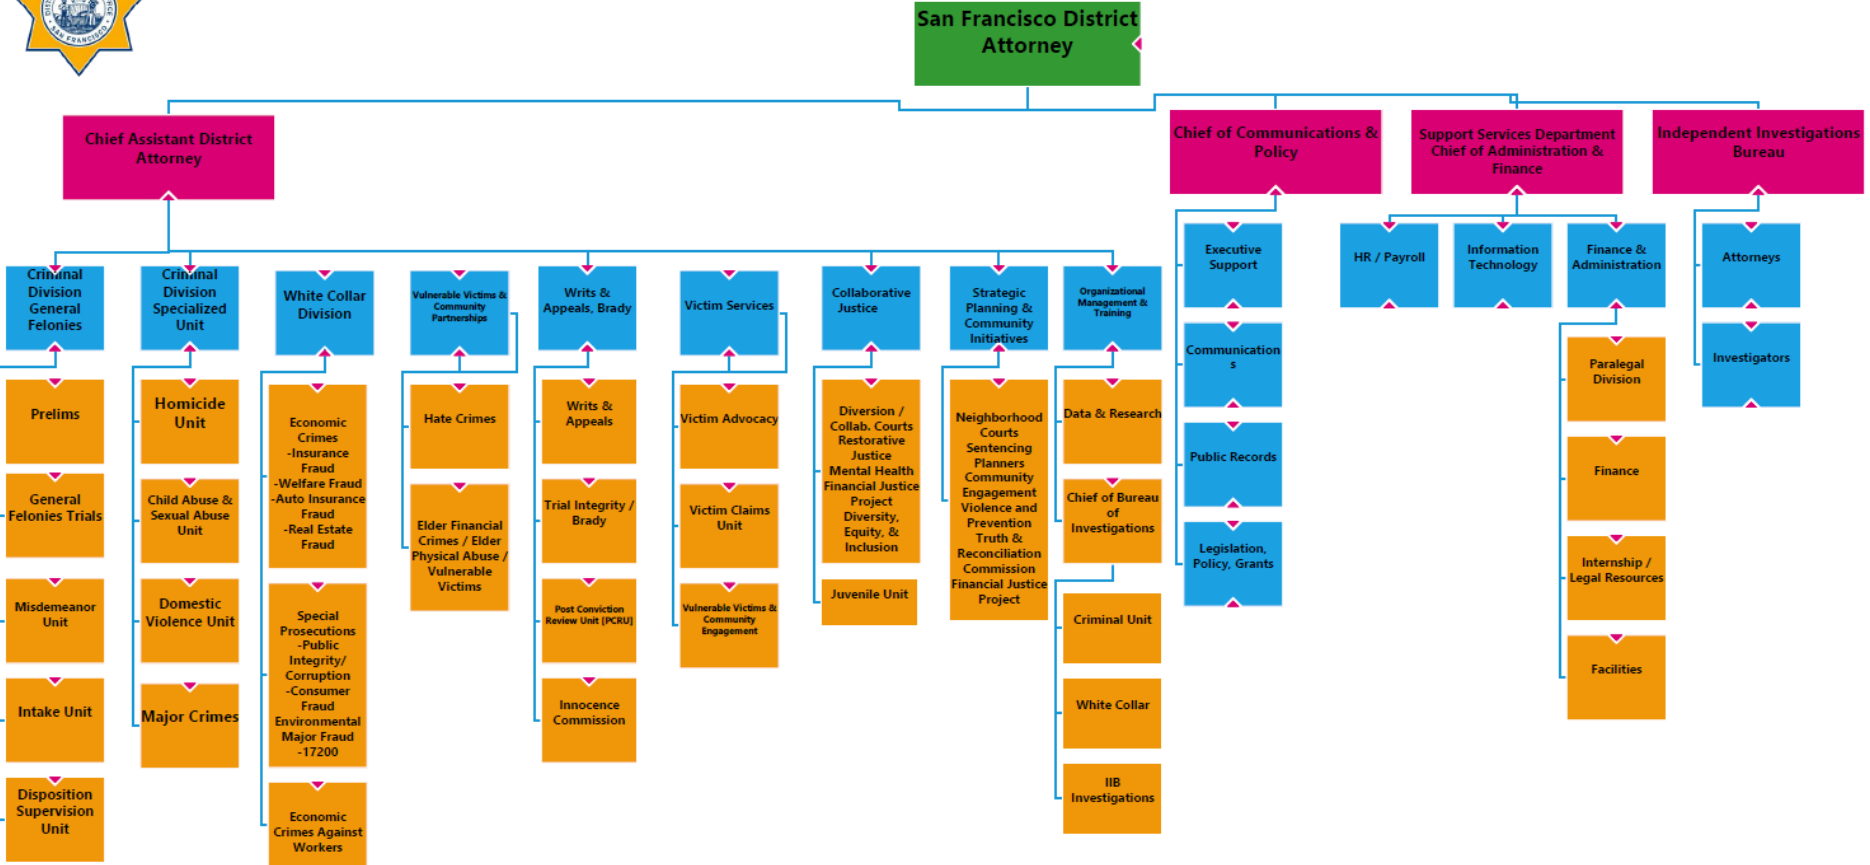 SAN FRANCISCO
San Francisco District
Attorney
Chief Assistant District
Attorney
Chief of Communications &
Policy
Support Services Department
Chief of Administration &
Finance
Independent Investigations
Bureau
Executive
Support
HR / Payroll
Information
Technology
Finance &
Administration
Attorneys
Criminal
Division
General
Felonies
Criminal
Division
Specialized
Unit
White Collar
Division
Vulnerable Victims &
Community
Partnerships
Writs &
Appeals, Brady
Victim Services
Collaborative
Justice
Strategic
Planning &
Community
Initiatives
Organizational
Management &
Training
Communication
s
Investigators
Public Records
Legislation,
Policy, Grants
Paralegal
Division
Finance
Internship /
Legal Resources
Facilities
Prelims
General
Felonies Trials
Misdemeanor
Unit
Intake Unit
Disposition
Supervision
Unit
Homicide
Unit
Child Abuse &
Sexual Abuse
Unit
Domestic
Violence Unit
Major Crimes
Economic
Crimes
-Insurance
Fraud
-Welfare Fraud
-Auto Insurance
Fraud
-Real Estate
Fraud
Special
Prosecutions
-Public
Integrity/
Corruption
-Consumer
Fraud
Environmental
Major Fraud
-17200
Economic
Crimes Against
Workers
Hate Crimes
Elder Financial
Crimes / Elder
Physical Abuse /
Vulnerable
Victims
Writs &
Appeals
Trial Integrity /
Brady
Post Conviction
Review Unit [PCRU]
Innocence
Commission
Victim Advocacy
Victim Claims
Unit
Vulnerable Victims &
Community
Engagement
Diversion /
Collab. Courts
Restorative
Justice
Mental Health
Financial Justice
Project
Diversity,
Equity, &
Inclusion
Juvenile Unit
Neighborhood
Courts
Sentencing
Planners
Community
Engagement
Violence and
Prevention
Truth &
Reconciliation
Commission
Financial Justice
Project
Data & Research
Chief of Bureau
of
Investigations
Criminal Unit
White Collar
IIB
Investigations